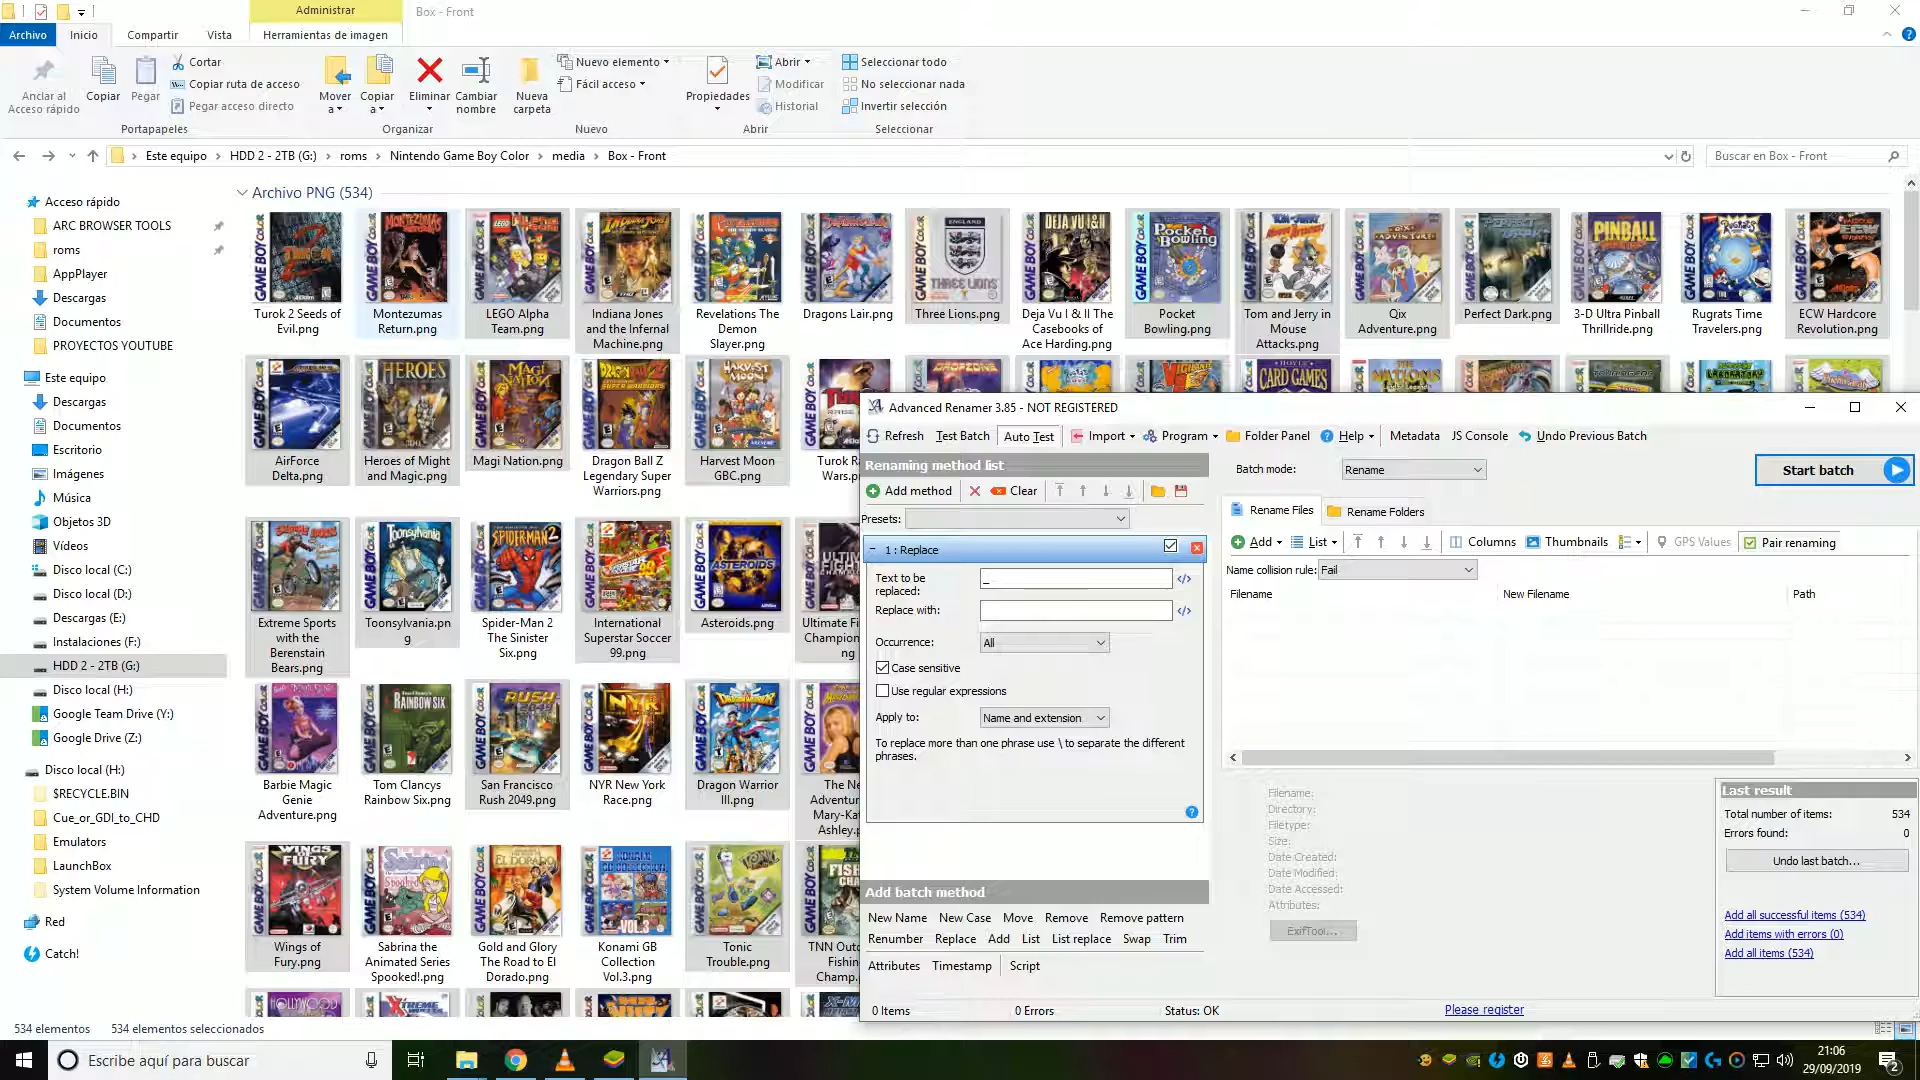 Administrar
Box - Front
Archivo
Inicio
Compartir
Vista
Herramientas de imagen
Anclar al Acceso rápido
Copiar
Pegar
Cortar
Copiar ruta de acceso
Pegar acceso directo
Mover a
Copiar a
Eliminar
Cambiar nombre
Nueva carpeta
Nuevo elemento
Fácil acceso
Propiedades
Abrir
Modificar
Historial
Seleccionar todo
No seleccionar nada
Invertir selección
Portapapeles
Organizar
Nuevo
Abrir
Seleccionar
Este equipo
HDD 2 - 2TB (G:)
roms
Nintendo Game Boy Color
media
Box - Front
Buscar en Box - Front
Acceso rápido
ARC BROWSER TOOLS
roms
AppPlayer
Descargas
Documentos
PROYECTOS YOUTUBE
Este equipo
Descargas
Documentos
Escritorio
Imágenes
Música
Objetos 3D
Vídeos
Disco local (C:)
Disco local (D:)
Descargas (E:)
Instalaciones (F:)
HDD 2 - 2TB (G:)
Disco local (H:)
Google Team Drive (Y:)
Google Drive (Z:)
Disco local (H:)
$RECYCLE.BIN
Cue_or_GDI_to_CHD
Emulators
LaunchBox
System Volume Information
Red
Catch!
Archivo PNG (534)
Turok 2 Seeds of Evil.png
Montezumas Return.png
LEGO Alpha Team.png
Indiana Jones and the Infernal Machine.png
Revelations The Demon Slayer.png
Dragons Lair.png
Three Lions.png
Deja Vu I & II The Casebooks of Ace Harding.png
Pocket Bowling.png
Tom and Jerry in Mouse Attacks.png
Qix Adventure.png
Perfect Dark.png
3-D Ultra Pinball Thrillride.png
Rugrats Time Travelers.png
ECW Hardcore Revolution.png
AirForce Delta.png
Heroes of Might and Magic.png
Magi Nation.png
Dragon Ball Z Legendary Super Warriors.png
Harvest Moon GBC.png
Extreme Sports with the Berenstain Bears.png
Toonsylvania.png
Spider-Man 2 The Sinister Six.png
International Superstar Soccer 99.png
Asteroids.png
Barbie Magic Genie Adventure.png
Tom Clancys Rainbow Six.png
San Francisco Rush 2049.png
NYR New York Race.png
Dragon Warrior III.png
Wings of Fury.png
Sabrina the Animated Series Spooked!.png
Gold and Glory The Road to El Dorado.png
Konami GB Collection Vol.3.png
Tonic Trouble.png
Advanced Renamer 3.85 - NOT REGISTERED
Refresh
Test Batch
Auto Test
Import
Program
Folder Panel
Help
Metadata
JS Console
Undo Previous Batch
Renaming method list
Add method
Clear
Presets:
1 : Replace
Text to be replaced:
_
Replace with:
Occurrence:
All
Case sensitive
Use regular expressions
Apply to:
Name and extension
To replace more than one phrase use \ to separate the different phrases.
Add batch method
New Name
New Case
Move
Remove
Remove pattern
Renumber
Replace
Add
List
List replace
Swap
Trim
Attributes
Timestamp
Script
Batch mode:
Rename
Start batch
Rename Files
Rename Folders
Add
List
Columns
Thumbnails
GPS Values
Pair renaming
Name collision rule:
Fail
Filename
New Filename
Path
Filename:
Directory:
Filetype:
Size:
Date Created:
Date Modified:
Date Accessed:
Attributes:
ExifTool...
Last result
Total number of items: 534
Errors found: 0
Undo last batch...
Add all successful items (534)
Add items with errors (0)
Add all items (534)
0 Items
0 Errors
Status: OK
Please register
534 elementos
534 elementos seleccionados
Escribe aquí para buscar
21:06
29/09/2019
2